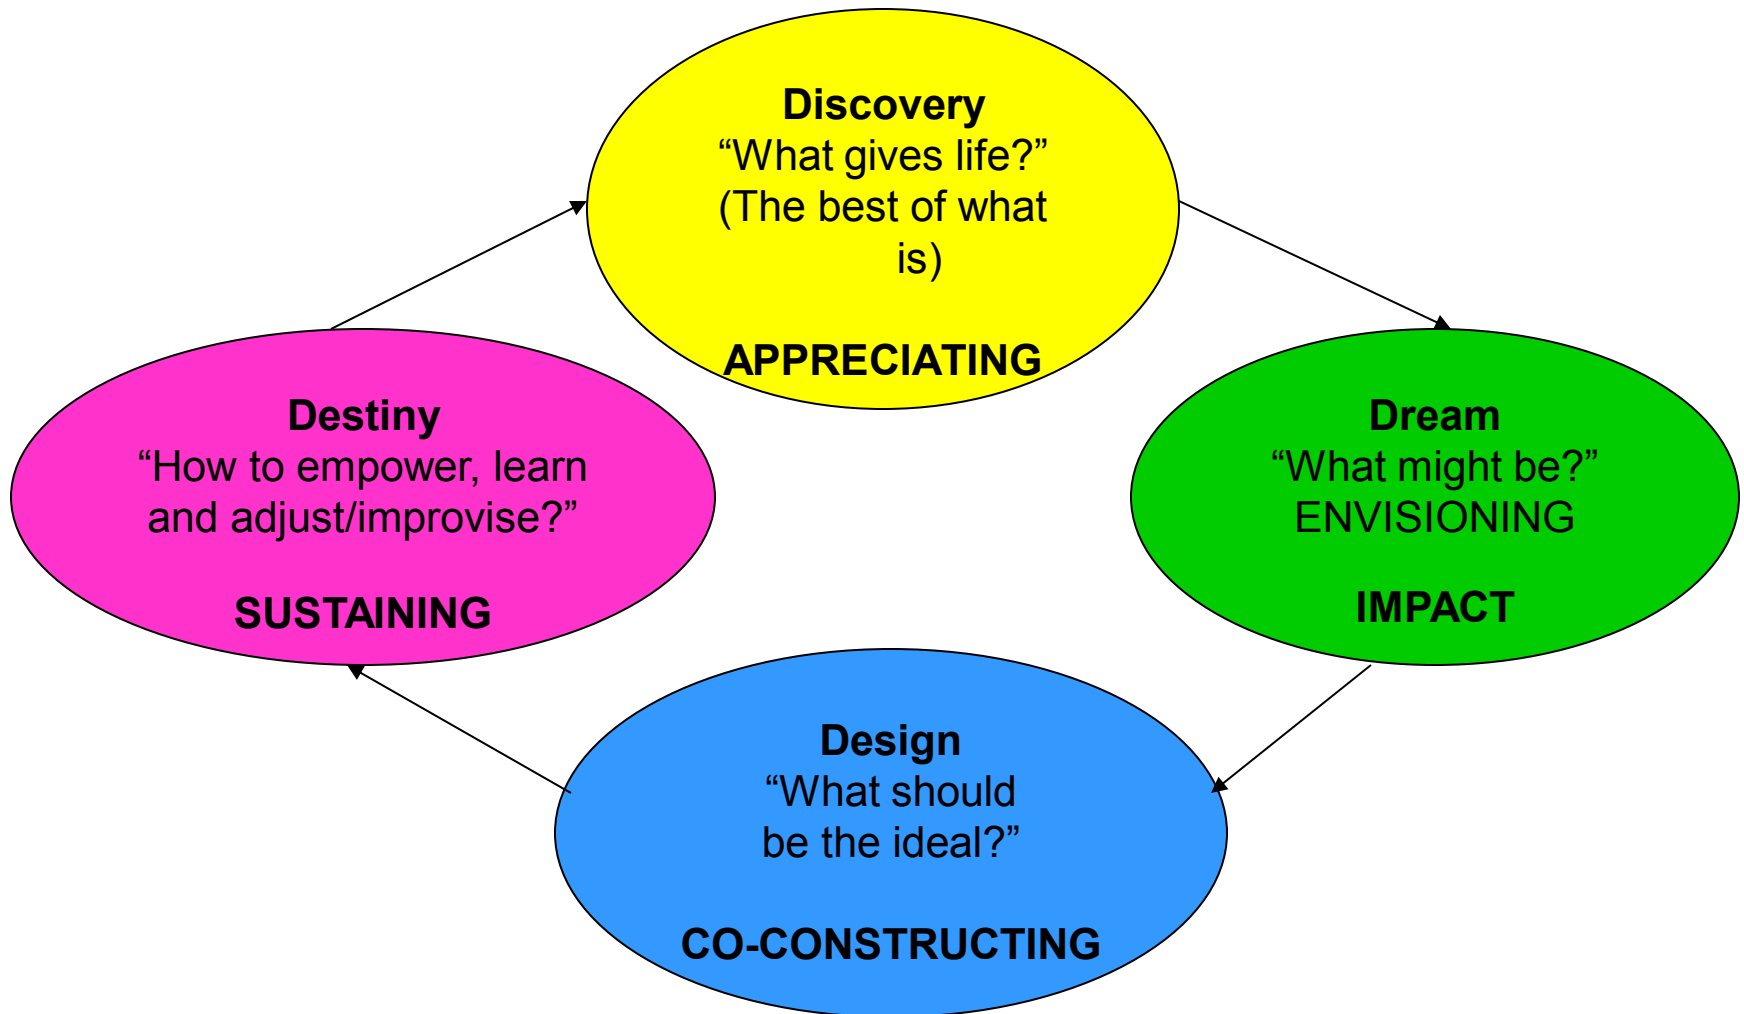 Discovery
“What gives life?”
(The best of what
is)
APPRECIATING
Dream
“What might be?”
ENVISIONING
IMPACT
Design
“What should
be the ideal?”
CO-CONSTRUCTING
Destiny
“How to empower, learn
and adjust/improvise?”
SUSTAINING